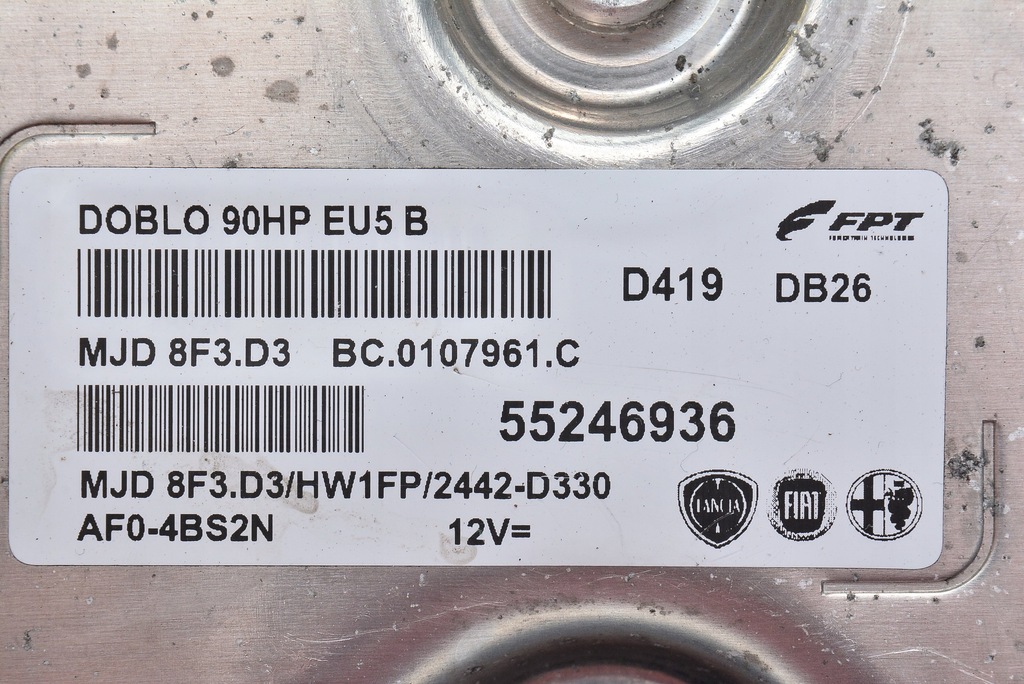 DOBLO 90HP EU5 B
FPT
D419 DB26
MJD 8F3.D3 BC.0107961.C
55246936
MJD 8F3.D3/HW1FP/2442-D330
AF0-4BS2N 12V=
LANCIA
FIAT